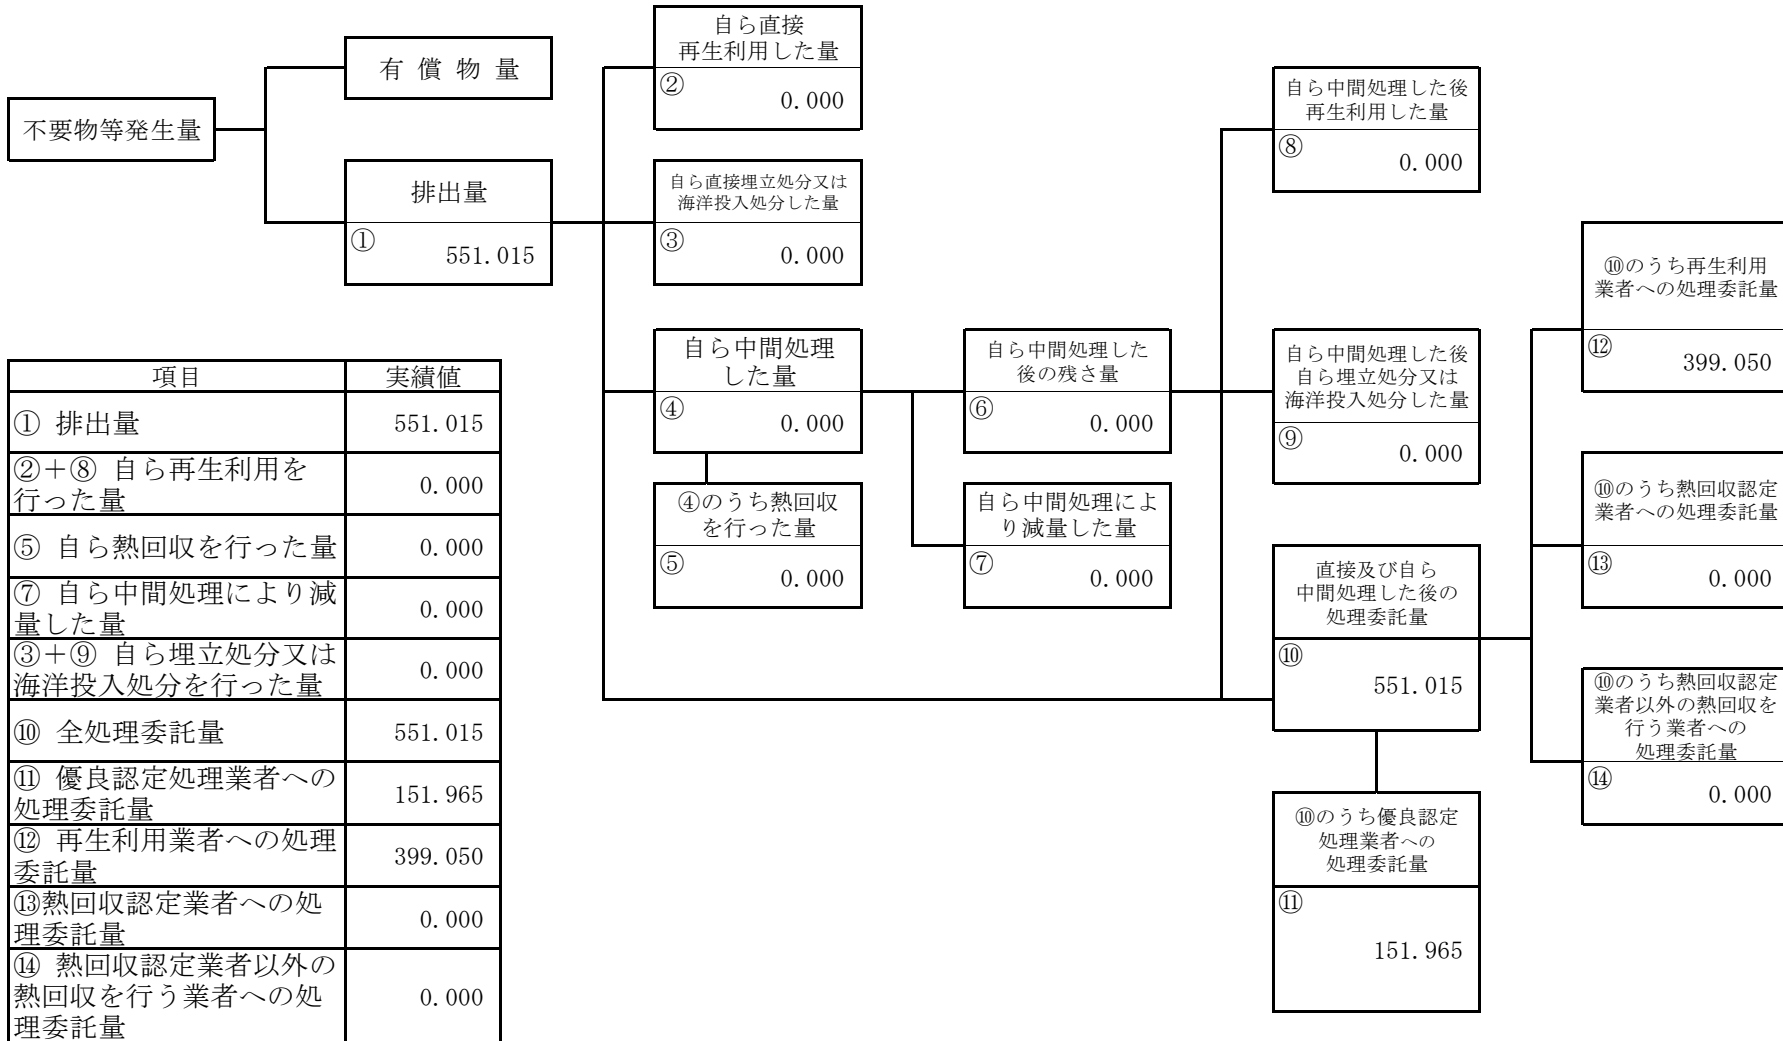 不要物等発生量
有 償 物 量
排出量
①
551.015
自ら直接
再生利用した量
②
0.000
自ら直接埋立処分又は
海洋投入処分した量
③
0.000
自ら中間処理
した量
④
0.000
④のうち熱回収
を行った量
⑤
0.000
自ら中間処理した
後の残さ量
⑥
0.000
自ら中間処理によ
り減量した量
⑦
0.000
自ら中間処理した後
再生利用した量
⑧
0.000
自ら中間処理した後
自ら埋立処分又は
海洋投入処分した量
⑨
0.000
直接及び自ら
中間処理した後の
処理委託量
⑩
551.015
⑩のうち優良認定
処理業者への
処理委託量
⑪
151.965
⑩のうち再生利用
業者への処理委託量
⑫
399.050
⑩のうち熱回収認定
業者への処理委託量
⑬
0.000
⑩のうち熱回収認定
業者以外の熱回収を
行う業者への
処理委託量
⑭
0.000
項目 実績値
① 排出量 551.015
②＋⑧ 自ら再生利用を
行った量 0.000
⑤ 自ら熱回収を行った量 0.000
⑦ 自ら中間処理により減
量した量 0.000
③＋⑨ 自ら埋立処分又は
海洋投入処分を行った量 0.000
⑩ 全処理委託量 551.015
⑪ 優良認定処理業者への
処理委託量 151.965
⑫ 再生利用業者への処理
委託量 399.050
⑬熱回収認定業者への処
理委託量 0.000
⑭ 熱回収認定業者以外の
熱回収を行う業者への処
理委託量 0.000